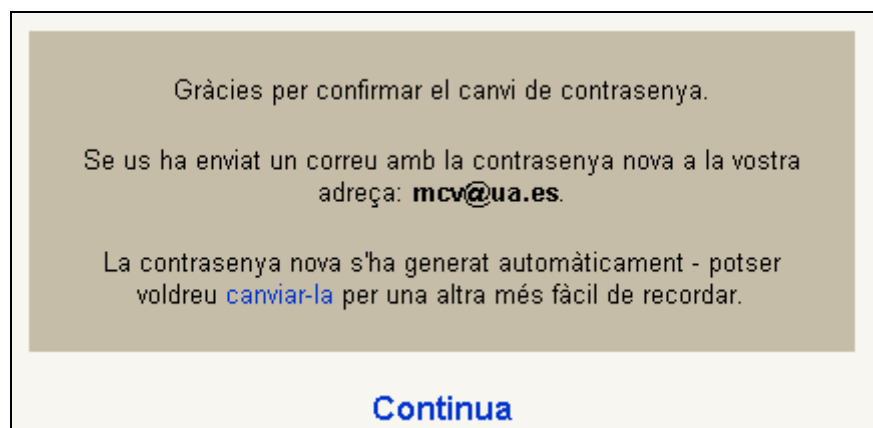 Gràcies per confirmar el canvi de contrasenya.
Se us ha enviat un correu amb la contrasenya nova a la vostra
adreça: mcv@ua.es.
La contrasenya nova s'ha generat automàticament - potser
voldreu canviar-la per una altra més fàcil de recordar.
Continua